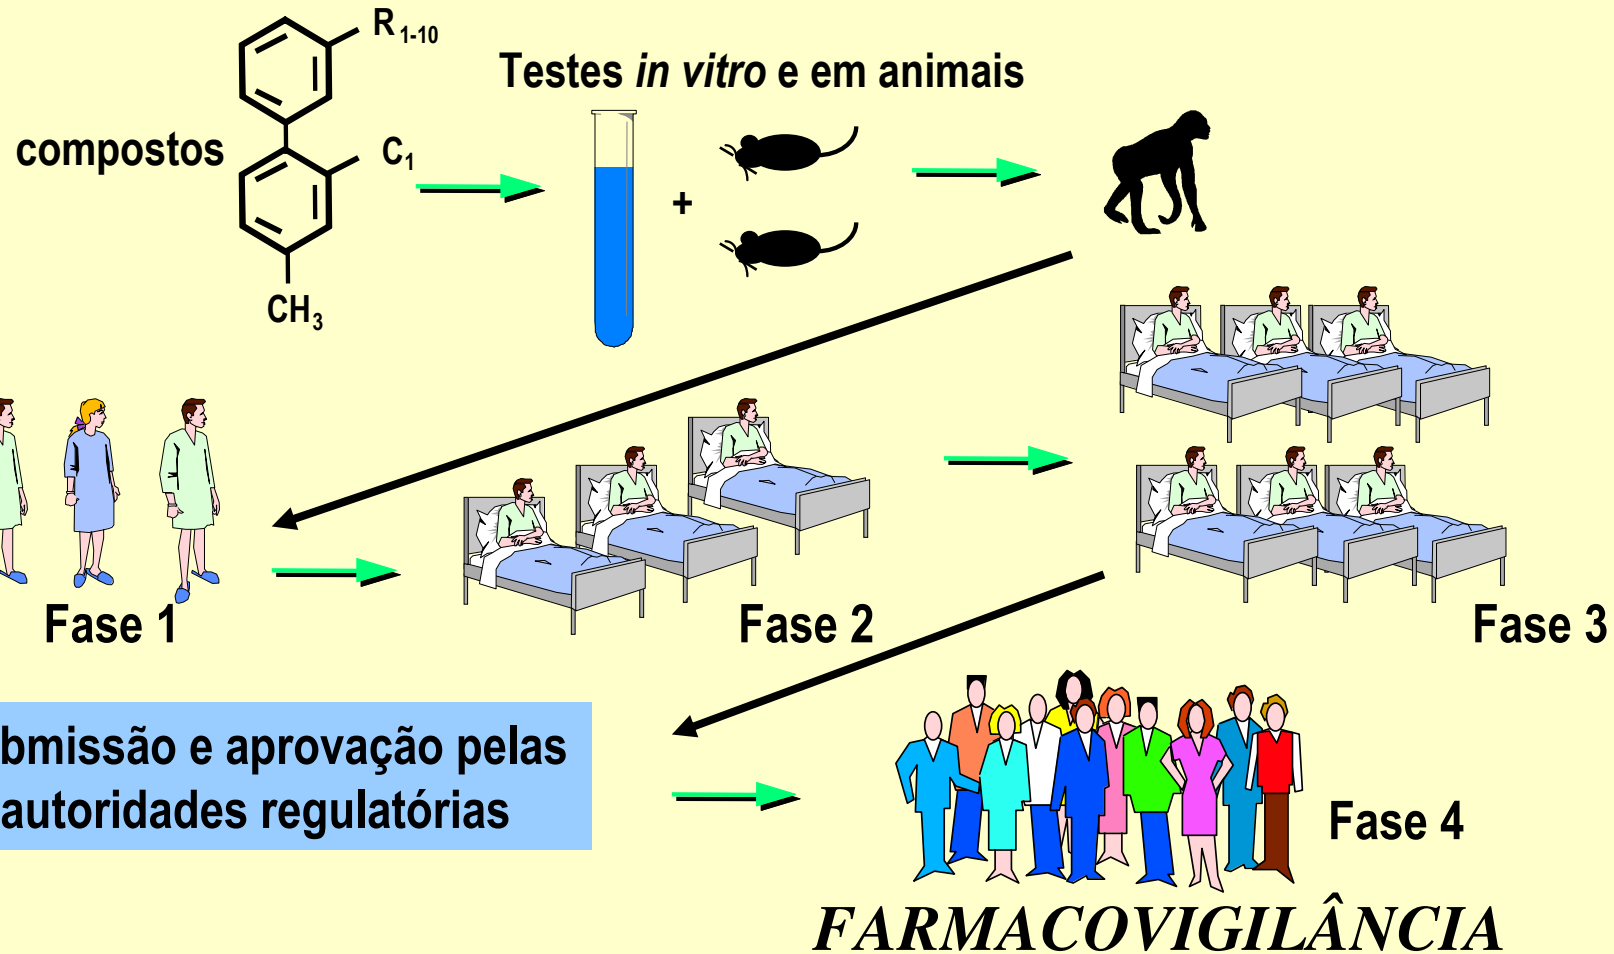 R1-10
Testes in vitro e em animais
compostos
C1
+
CH3
Fase 1
Fase 2
Fase 3
bmissão e aprovação pelas
autoridades regulatórias
Fase 4
FARMACOVIGILÂNCIA